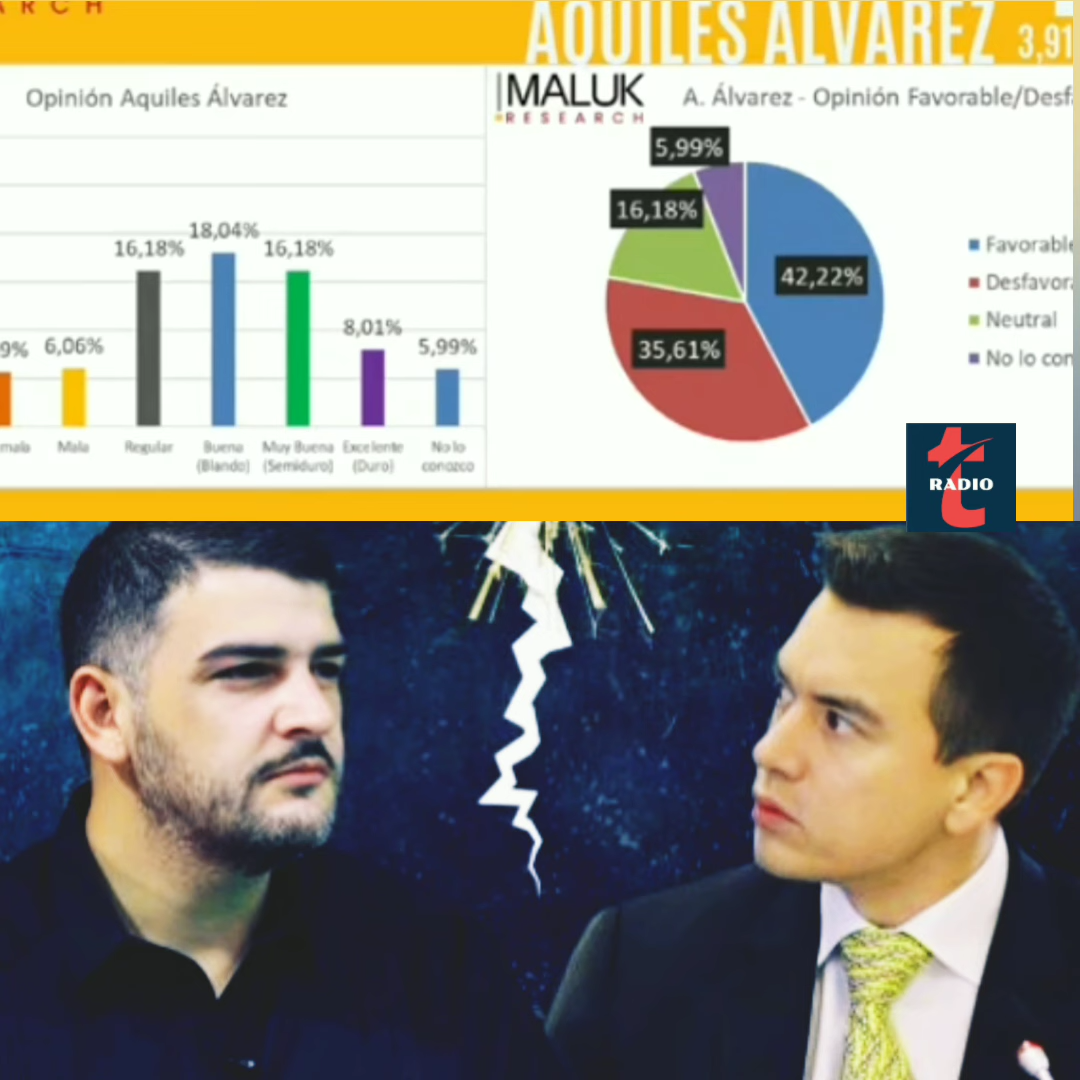 ARCH
AQUILES ALVAREZ 3,91
Opinión Aquiles Álvarez
MALUK
RESEARCH
A. Álvarez - Opinión Favorable/Desf
9%
6,06%
16,18%
18,04%
16,18%
8,01%
5,99%
mala
Mala
Regular
Buena
(Blando)
Muy Buena
(Semiduro)
Excelente
(Duro)
No lo
conozco
5,99%
16,18%
42,22%
35,61%
Favorable
Desfavora
Neutral
No lo con
RADIO
t